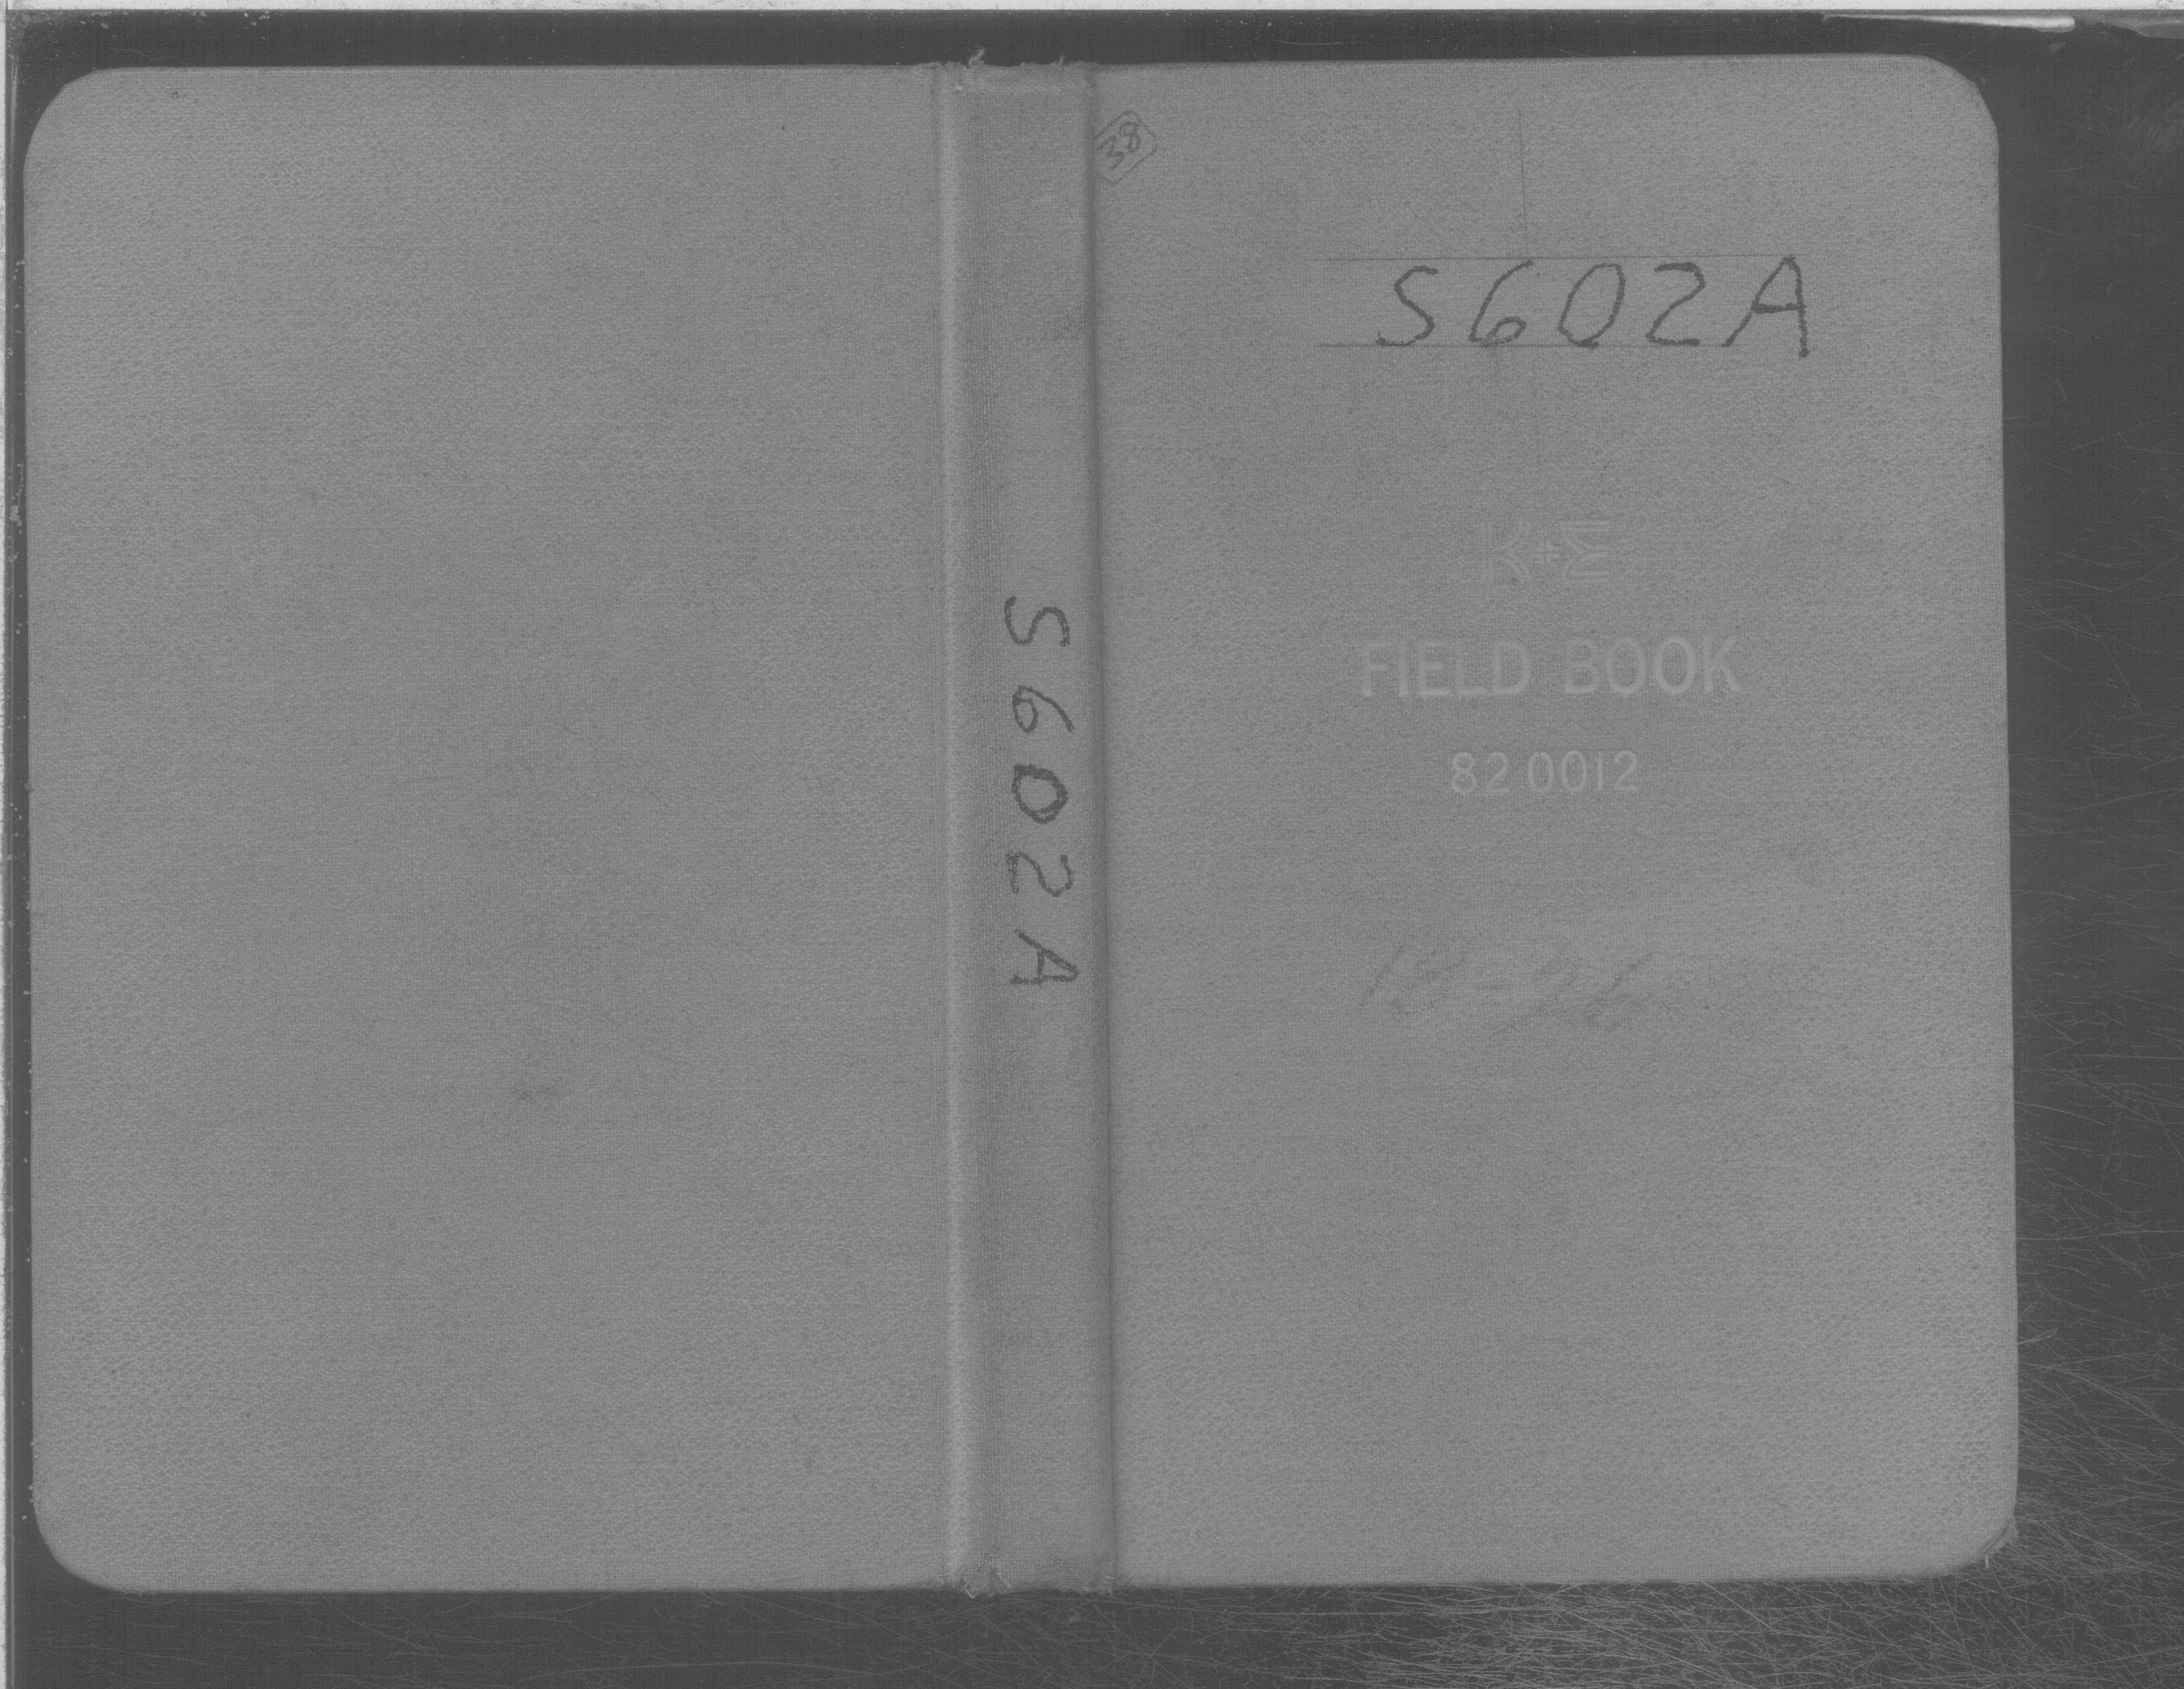 38
S602A
K+M
FIELD BOOK
82 0012
S602A